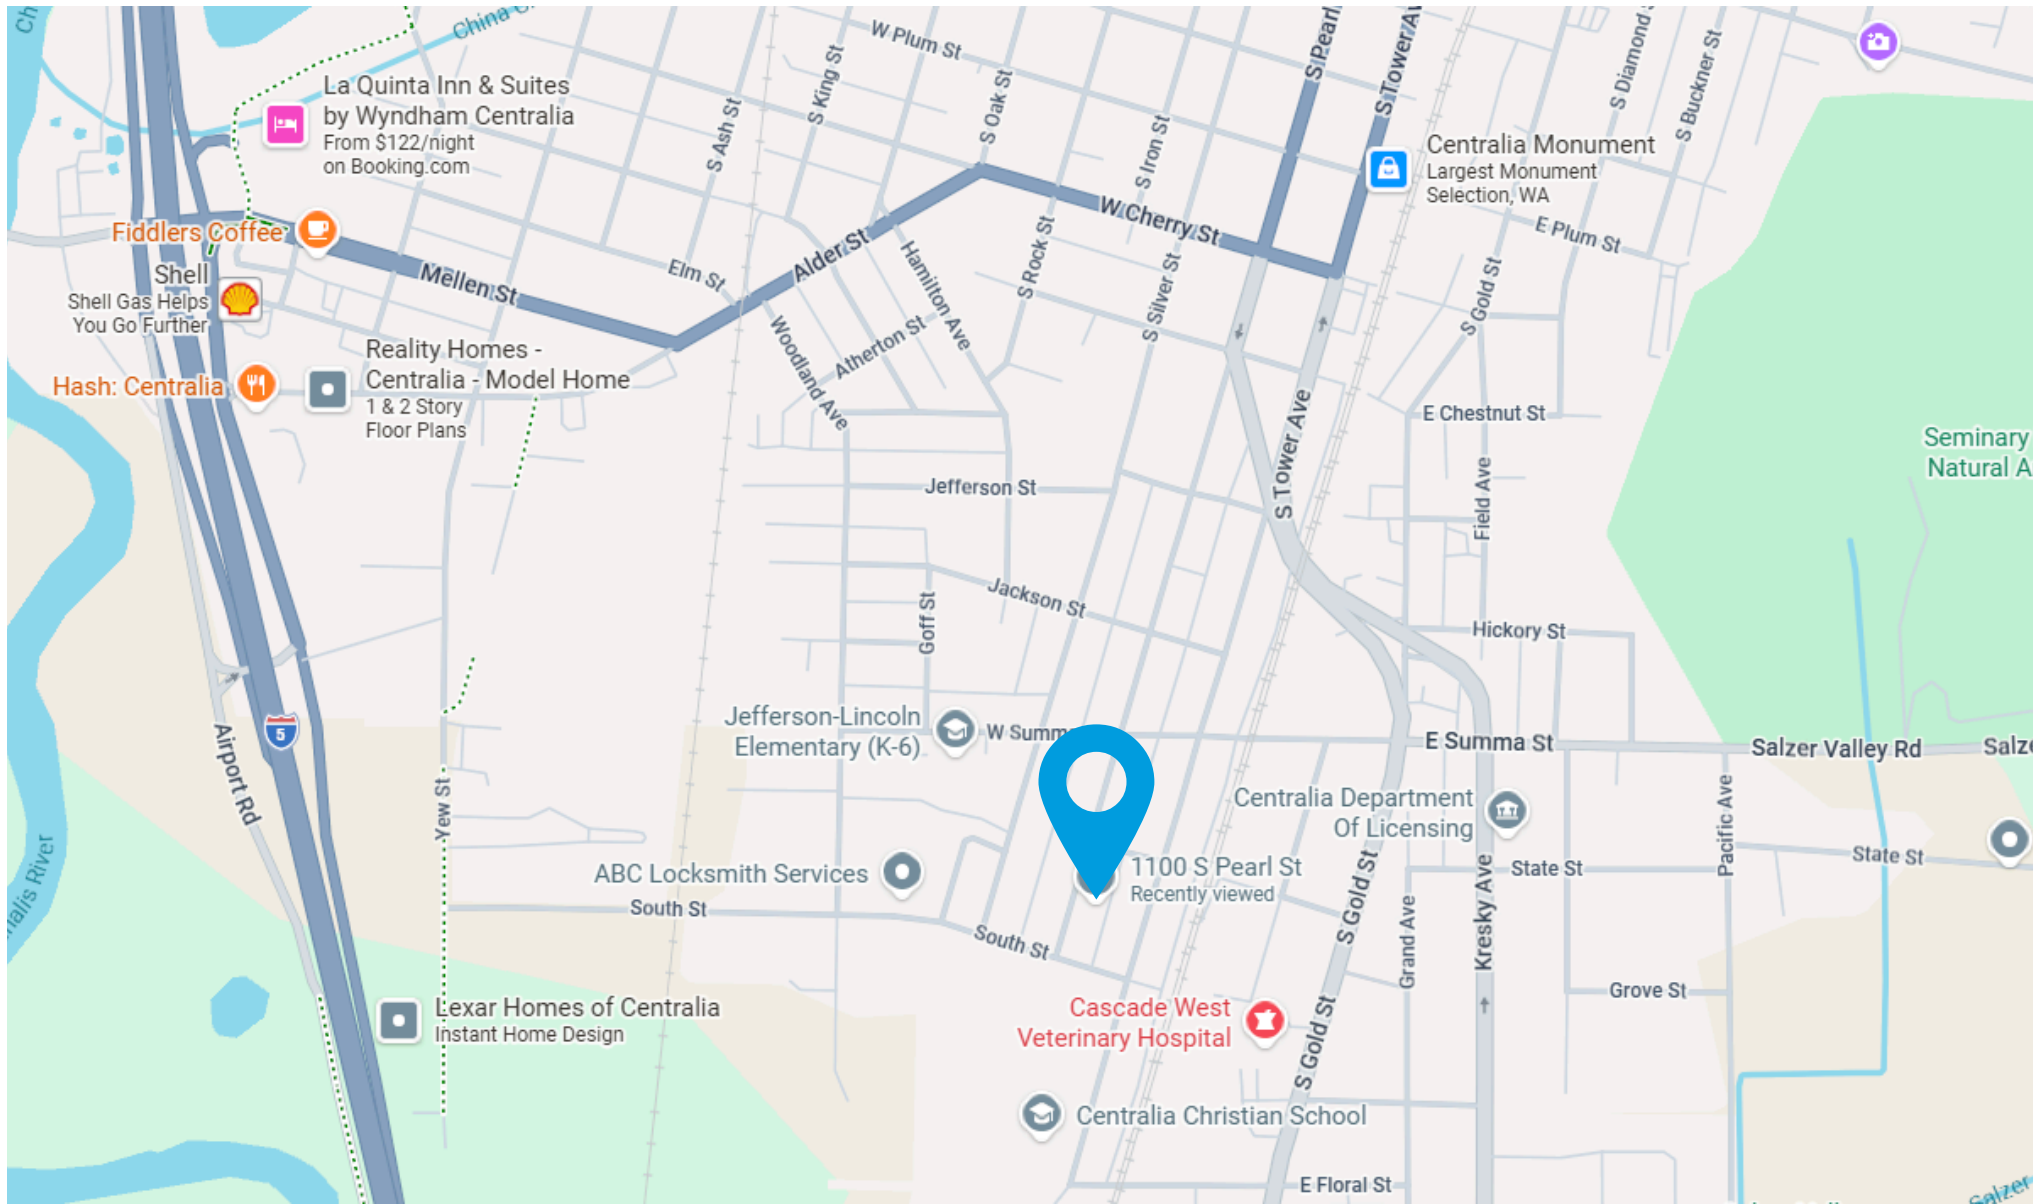 China
W Plum St
S King St
S Oak St
S Ash St
S Iron St
S Pearl
S Tower Av
S Diamond
S Buckner St
La Quinta Inn & Suites
by Wyndham Centralia
From $122/night
on Booking.com
Centralia Monument
Largest Monument
Selection, WA
W Cherry St
E Plum St
Fiddlers Coffee
Mellen St
Elm St
Alder St
Hamilton Ave
S Rock St
S Silver St
S Gold St
Shell
Shell Gas Helps
You Go Further
Woodland Ave
Atherton St
Reality Homes -
Centralia - Model Home
1 & 2 Story
Floor Plans
Hash: Centralia
S Tower Ave
E Chestnut St
Seminary
Natural A
Field Ave
Jefferson St
Jackson St
Goff St
Hickory St
Jefferson-Lincoln
Elementary (K-6)
W Summ
E Summa St
Salzer Valley Rd
Salze
5
Airport Rd
Yew St
Centralia Department
Of Licensing
Pacific Ave
State St
State St
ABC Locksmith Services
1100 S Pearl St
Recently viewed
S Gold St
Grand Ave
Kresky Ave
South St
South St
halis River
Lexar Homes of Centralia
Instant Home Design
Cascade West
Veterinary Hospital
Grove St
S Gold St
Centralia Christian School
E Floral St
Salzer